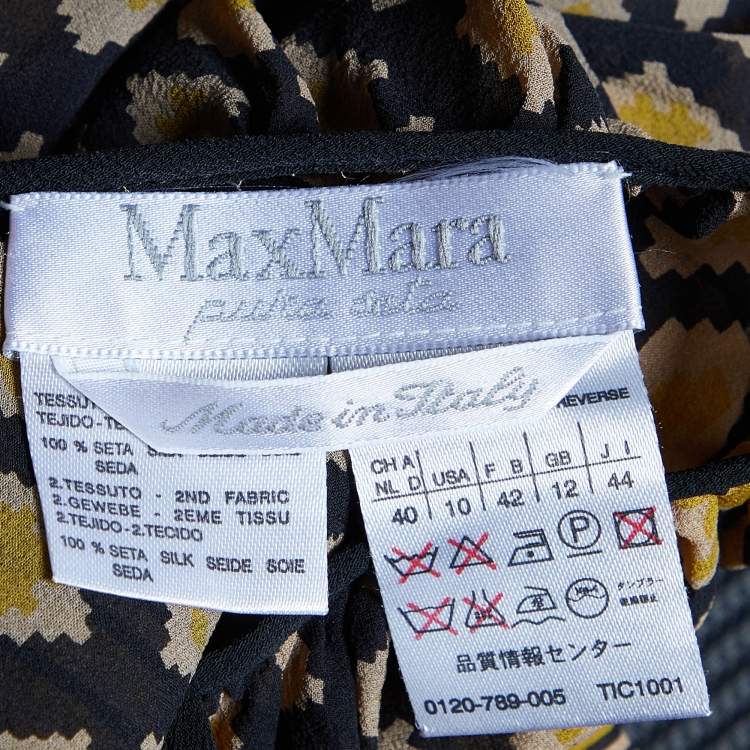 MaxMara
pura seta
Made in Italy
TESSUTO
TEJIDO-TE
100 % SETA SILK SEIDE SOIE
SEDA
2.TESSUTO - 2ND FABRIC
2.GEWEBE - 2EME TISSU
2.TEJIDO-2.TECIDO
100 % SETA SILK SEIDE SOIE
SEDA
REVERSE
CH A USA F B GB J I
NL D
40 10 42 12 44
P
タンブラー
乾燥禁止
品質情報センター
0120-789-005 TIC1001